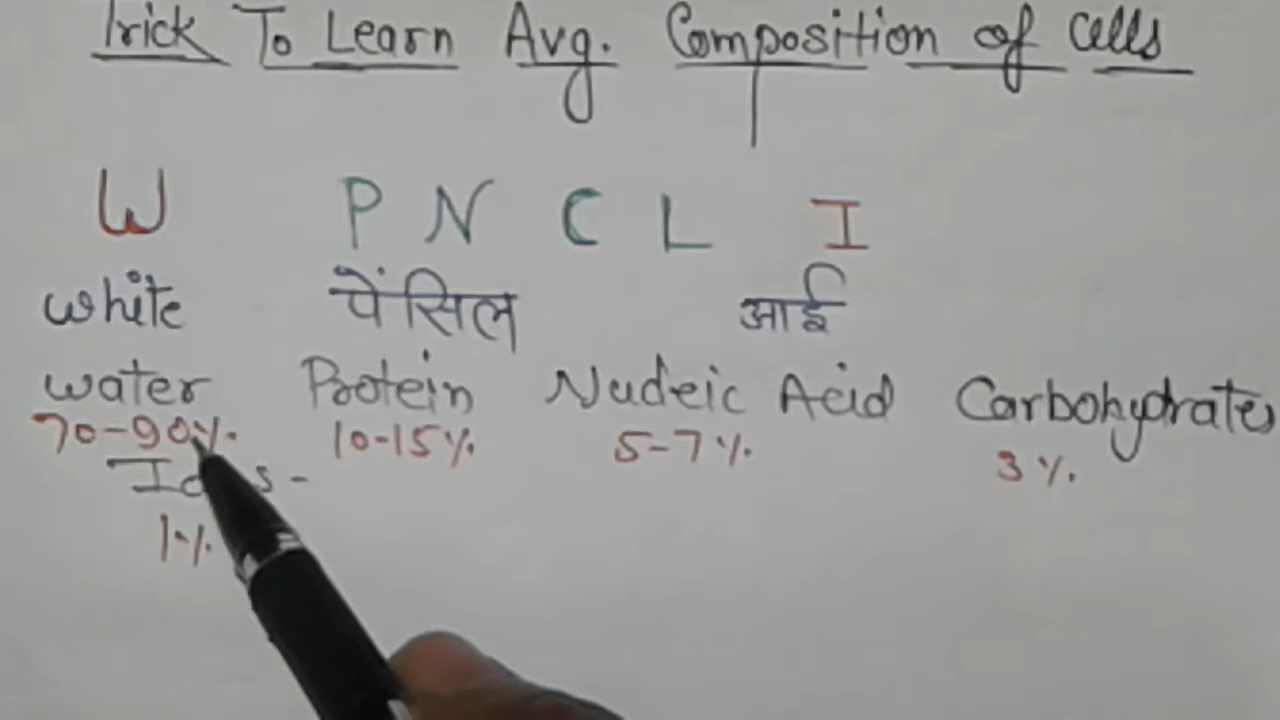 Trick To Learn Avg. Composition of Cells
W P N C L I
white पेंसिल आई
water Protein Nucleic Acid Carbohydrates
70-90%. 10-15% 5-7%. 3%.
1%.